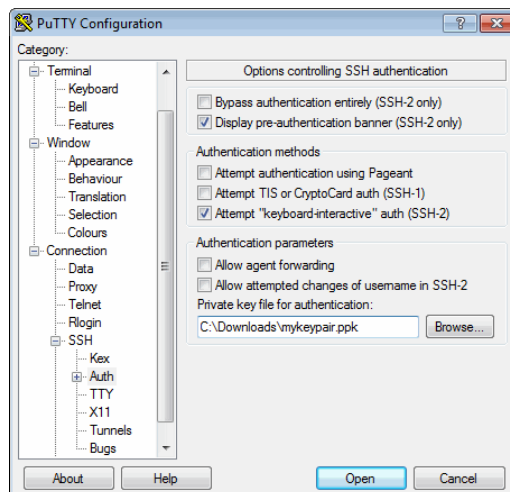 PuTTY Configuration
Category:
Terminal
Keyboard
Bell
Features
Window
Appearance
Behaviour
Translation
Selection
Colours
Connection
Data
Proxy
Telnet
Rlogin
SSH
Kex
Auth
TTY
X11
Tunnels
Bugs
Options controlling SSH authentication
Bypass authentication entirely (SSH-2 only)
Display pre-authentication banner (SSH-2 only)
Authentication methods
Attempt authentication using Pageant
Attempt TIS or CryptoCard auth (SSH-1)
Attempt "keyboard-interactive" auth (SSH-2)
Authentication parameters
Allow agent forwarding
Allow attempted changes of username in SSH-2
Private key file for authentication:
C:\Downloads\mykeypair.ppk Browse...
About Help Open Cancel